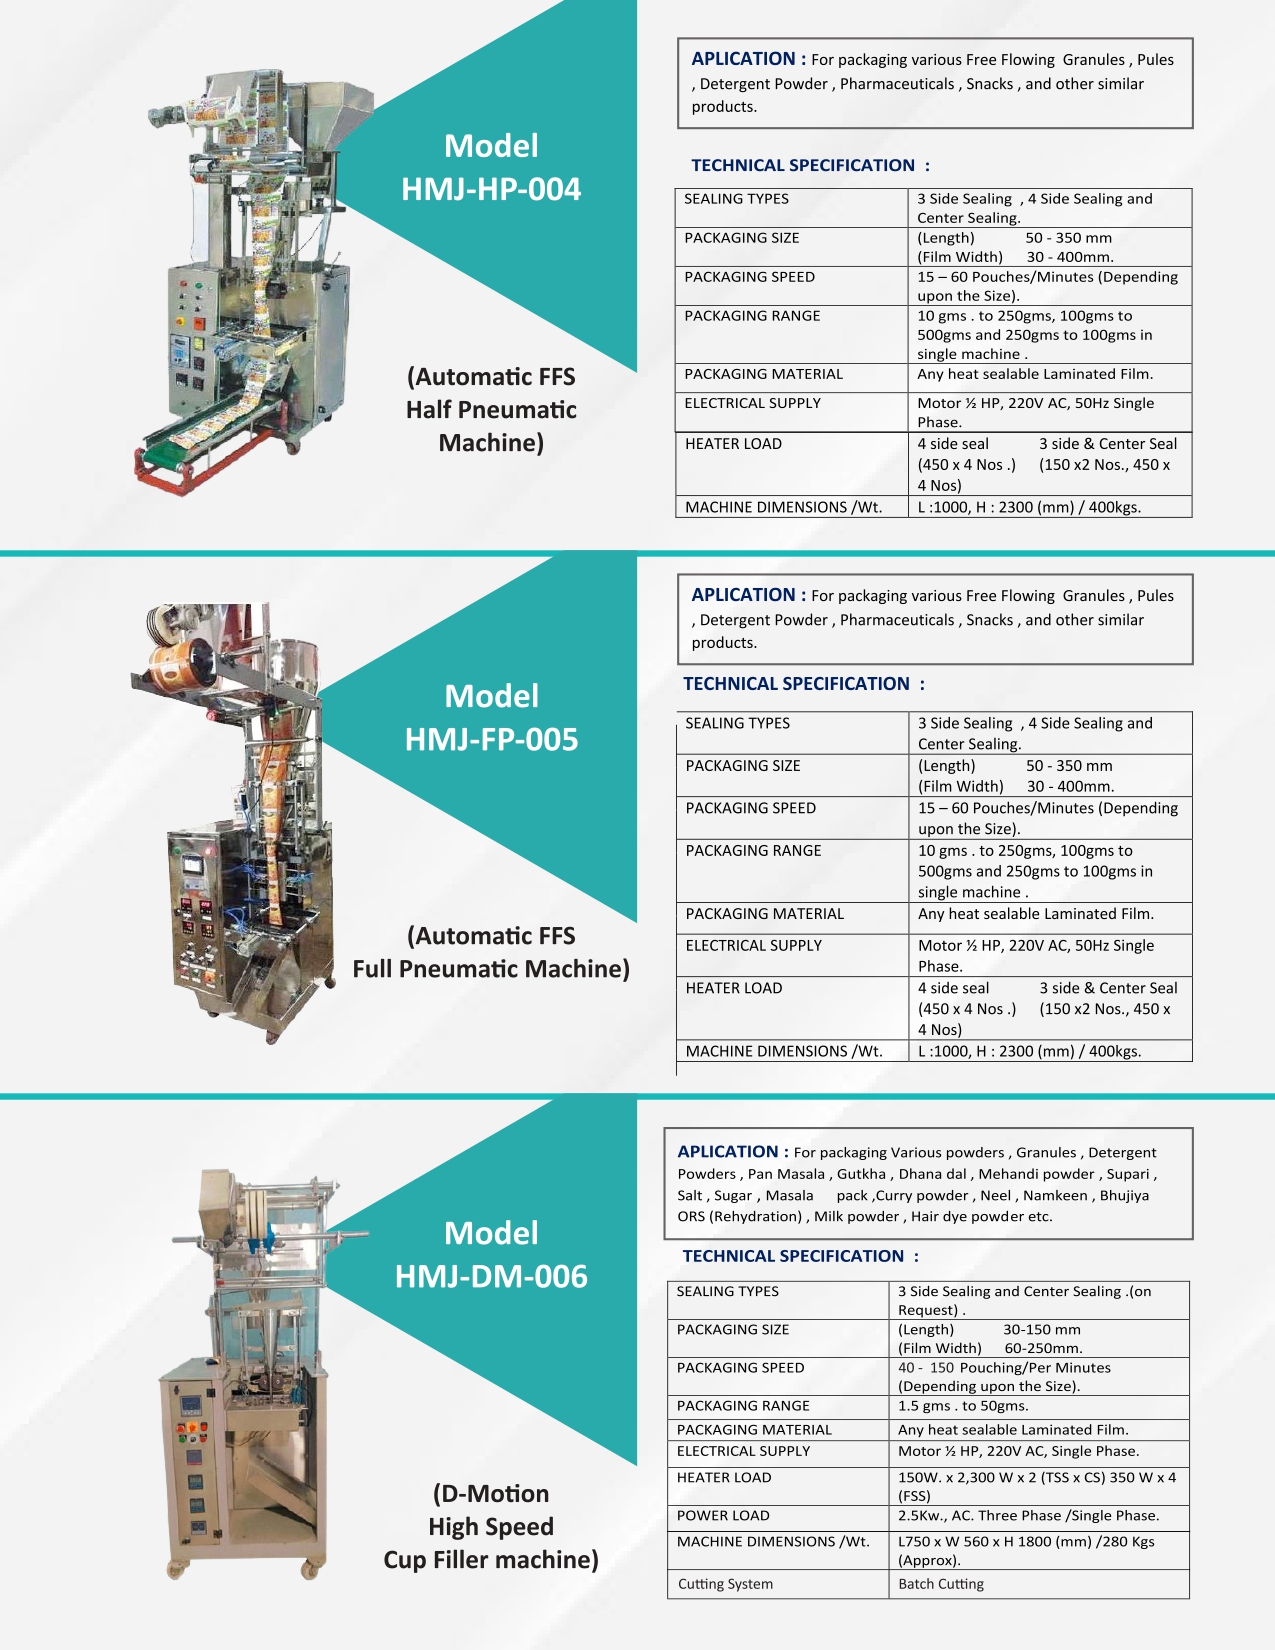 Model
HMJ-HP-004
(Automatic FFS
Half Pneumatic
Machine)
APLICATION : For packaging various Free Flowing Granules , Pules
, Detergent Powder , Pharmaceuticals , Snacks , and other similar
products.
TECHNICAL SPECIFICATION :
SEALING TYPES 3 Side Sealing , 4 Side Sealing and
Center Sealing.
PACKAGING SIZE (Length) 50 - 350 mm
(Film Width) 30 - 400mm.
PACKAGING SPEED 15 – 60 Pouches/Minutes (Depending
upon the Size).
PACKAGING RANGE 10 gms . to 250gms, 100gms to
500gms and 250gms to 100gms in
single machine .
PACKAGING MATERIAL Any heat sealable Laminated Film.
ELECTRICAL SUPPLY Motor ½ HP, 220V AC, 50Hz Single
Phase.
HEATER LOAD 4 side seal 3 side & Center Seal
(450 x 4 Nos .) (150 x2 Nos., 450 x
4 Nos)
MACHINE DIMENSIONS /Wt. L :1000, H : 2300 (mm) / 400kgs.
Model
HMJ-FP-005
(Automatic FFS
Full Pneumatic Machine)
APLICATION : For packaging various Free Flowing Granules , Pules
, Detergent Powder , Pharmaceuticals , Snacks , and other similar
products.
TECHNICAL SPECIFICATION :
SEALING TYPES 3 Side Sealing , 4 Side Sealing and
Center Sealing.
PACKAGING SIZE (Length) 50 - 350 mm
(Film Width) 30 - 400mm.
PACKAGING SPEED 15 – 60 Pouches/Minutes (Depending
upon the Size).
PACKAGING RANGE 10 gms . to 250gms, 100gms to
500gms and 250gms to 100gms in
single machine .
PACKAGING MATERIAL Any heat sealable Laminated Film.
ELECTRICAL SUPPLY Motor ½ HP, 220V AC, 50Hz Single
Phase.
HEATER LOAD 4 side seal 3 side & Center Seal
(450 x 4 Nos .) (150 x2 Nos., 450 x
4 Nos)
MACHINE DIMENSIONS /Wt. L :1000, H : 2300 (mm) / 400kgs.
Model
HMJ-DM-006
(D-Motion
High Speed
Cup Filler machine)
APLICATION : For packaging Various powders , Granules , Detergent
Powders , Pan Masala , Gutkha , Dhana dal , Mehandi powder , Supari ,
Salt , Sugar , Masala pack ,Curry powder , Neel , Namkeen , Bhujiya
ORS (Rehydration) , Milk powder , Hair dye powder etc.
TECHNICAL SPECIFICATION :
SEALING TYPES 3 Side Sealing and Center Sealing .(on
Request) .
PACKAGING SIZE (Length) 30-150 mm
(Film Width) 60-250mm.
PACKAGING SPEED 40 - 150 Pouching/Per Minutes
(Depending upon the Size).
PACKAGING RANGE 1.5 gms . to 50gms.
PACKAGING MATERIAL Any heat sealable Laminated Film.
ELECTRICAL SUPPLY Motor ½ HP, 220V AC, Single Phase.
HEATER LOAD 150W. x 2,300 W x 2 (TSS x CS) 350 W x 4
(FSS)
POWER LOAD 2.5Kw., AC. Three Phase /Single Phase.
MACHINE DIMENSIONS /Wt. L750 x W 560 x H 1800 (mm) /280 Kgs
(Approx).
Cutting System Batch Cutting